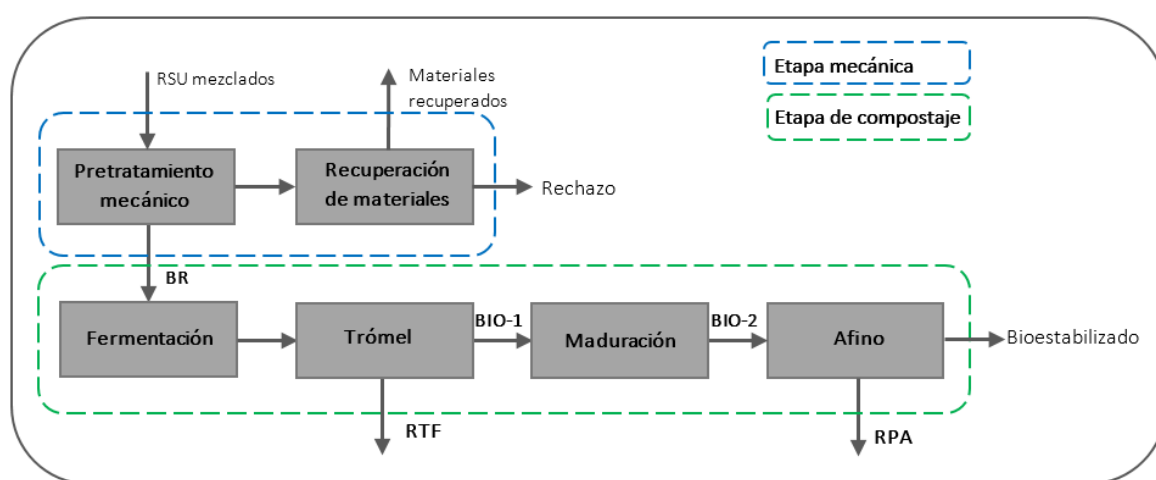 RSU mezclados
Materiales
recuperados
Etapa mecánica
Etapa de compostaje
Pretratamiento
mecánico
Recuperación
de materiales
Rechazo
BR
Fermentación
Trómel
BIO-1
Maduración
BIO-2
Afino
Bioestabilizado
RTF
RPA